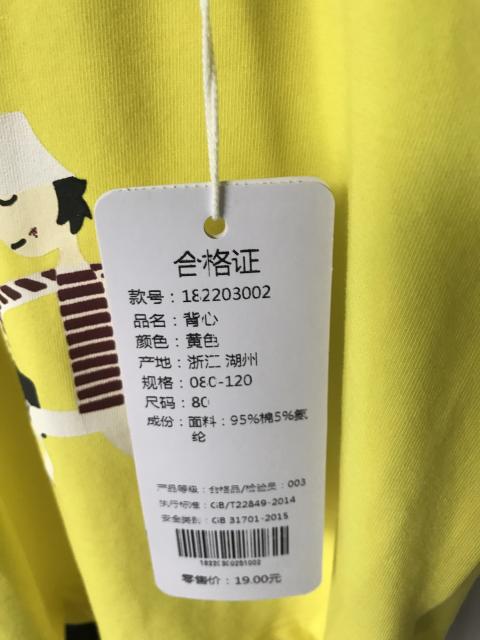 合格证
款号：182203002
品名：背心
颜色：黄色
产地：浙江 湖州
规格：080-120
尺码：80
成份：面料：95%棉5%氨
纶
产品等级：合格品/检验员：003
执行标准：GB/T22849-2014
安全类别：GB 31701-2015
零售价：19.00元